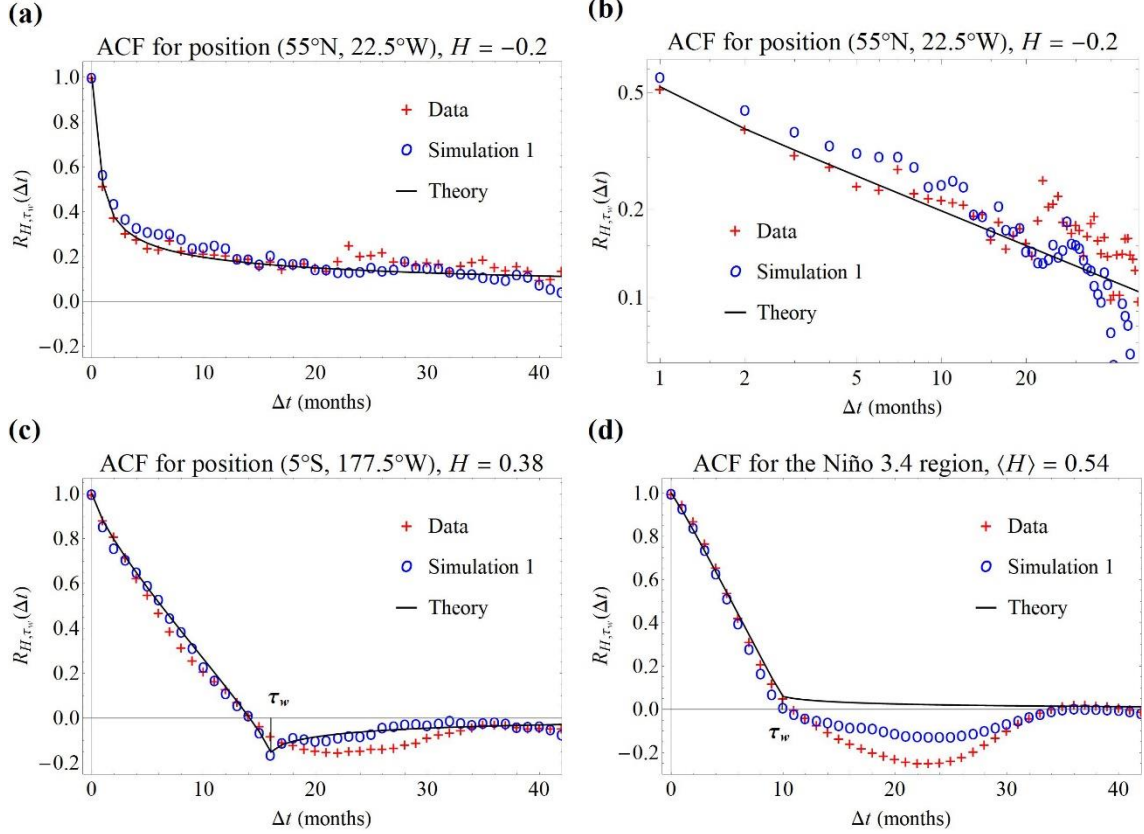 (a)
ACF for position (55°N, 22.5°W), H = −0.2
1.0
0.8
0.6
0.4
0.2
0.0
−0.2
R_{H,τ_w}(Δt)
+ Data
o Simulation 1
— Theory
0 10 20 30 40
Δt (months)
(b)
ACF for position (55°N, 22.5°W), H = −0.2
0.5
0.2
0.1
R_{H,τ_w}(Δt)
+ Data
o Simulation 1
— Theory
1 2 5 10 20
Δt (months)
(c)
ACF for position (5°S, 177.5°W), H = 0.38
1.0
0.8
0.6
0.4
0.2
0.0
−0.2
R_{H,τ_w}(Δt)
+ Data
o Simulation 1
— Theory
τ_w
0 10 20 30 40
Δt (months)
(d)
ACF for the Niño 3.4 region, ⟨H⟩ = 0.54
1.0
0.8
0.6
0.4
0.2
0.0
−0.2
R_{H,τ_w}(Δt)
+ Data
o Simulation 1
— Theory
τ_w
0 10 20 30 40
Δt (months)